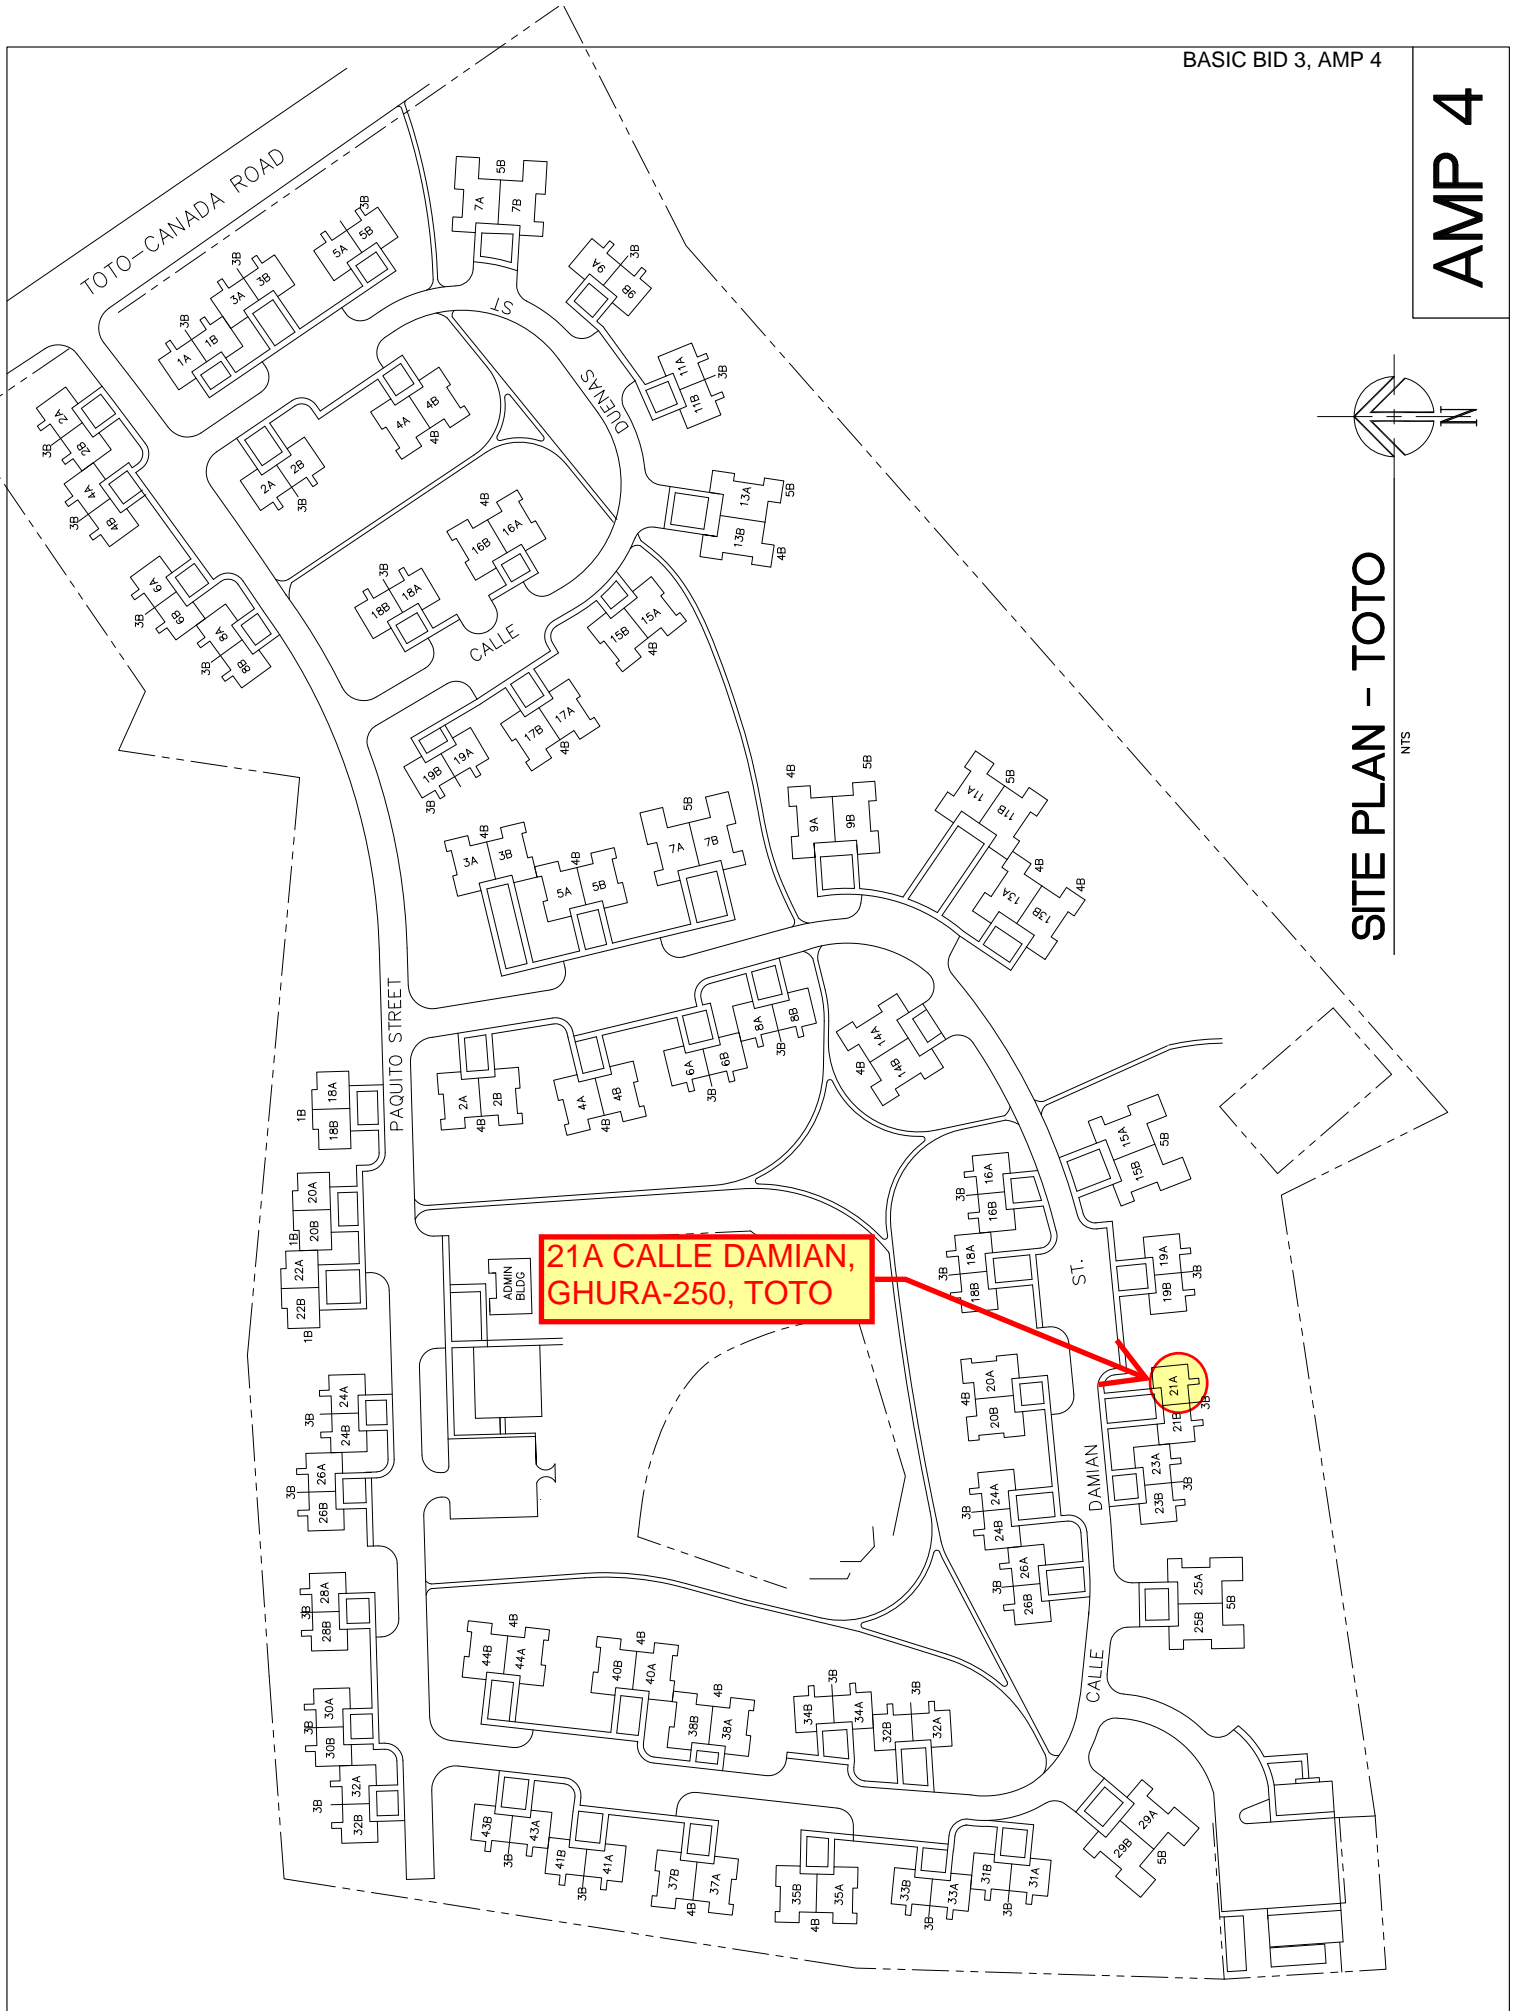 BASIC BID 3, AMP 4
AMP 4
TOTO-CANADA ROAD
5B
7A
7B
3B
5A
5B
3B
3A
3B
3B
1A
1B
9A
3B
9B
ST
DUENAS
11A
3B
11B
2A
3B
2B
4A
3B
4B
4A
4B
4B
2A
2B
3B
N
13A
5B
13B
4B
4B
16B
16A
3B
18B
18A
6A
3B
6B
8A
3B
8B
CALLE
15B
15A
4B
17B
17A
4B
19B
19A
3B
SITE PLAN - TOTO
NTS
3A
3B
4B
5A
5B
4B
7A
7B
5B
4B
5B
9A
9B
11A
5B
11B
13A
4B
13B
4B
PAQUITO STREET
2A
2B
4B
4A
4B
4B
6A
6B
3B
8A
8B
3B
14A
4B
14B
18A
1B
18B
20A
20B
1B
22A
22B
1B
15A
5B
15B
16A
3B
16B
18A
3B
18B
ST.
19A
3B
19B
ADMIN
BLDG
21A CALLE DAMIAN,
GHURA-250, TOTO
21A
3B
21B
20A
4B
20B
24A
3B
24B
26A
3B
26B
DAMIAN
23A
3B
23B
24A
3B
24B
26A
3B
26B
25A
5B
25B
28A
3B
28B
30A
3B
30B
32A
3B
32B
44B
4B
44A
40B
4B
40A
38B
4B
38A
34B
3B
34A
32B
3B
32A
CALLE
43B
3B
43A
41B
3B
41A
37B
4B
37A
35B
4B
35A
33B
3B
33A
31B
3B
31A
29A
29B
5B